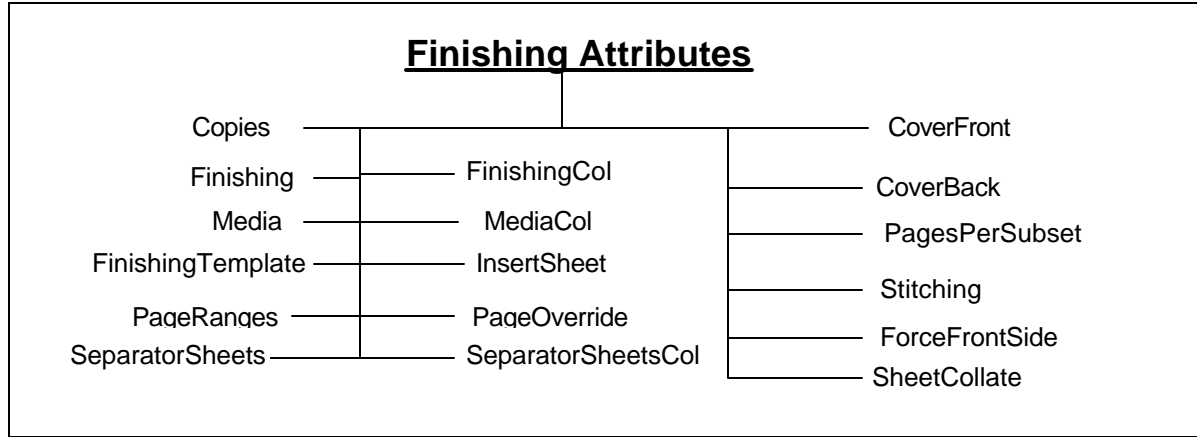 Finishing Attributes
Copies
CoverFront
Finishing
FinishingCol
CoverBack
Media
MediaCol
PagesPerSubset
FinishingTemplate
InsertSheet
Stitching
PageRanges
PageOverride
ForceFrontSide
SeparatorSheets
SeparatorSheetsCol
SheetCollate